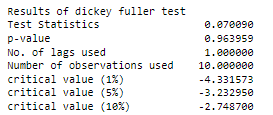 Results of dickey fuller test
Test Statistics 0.070090
p-value 0.963959
No. of lags used 1.000000
Number of observations used 10.000000
critical value (1%) -4.331573
critical value (5%) -3.232950
critical value (10%) -2.748700